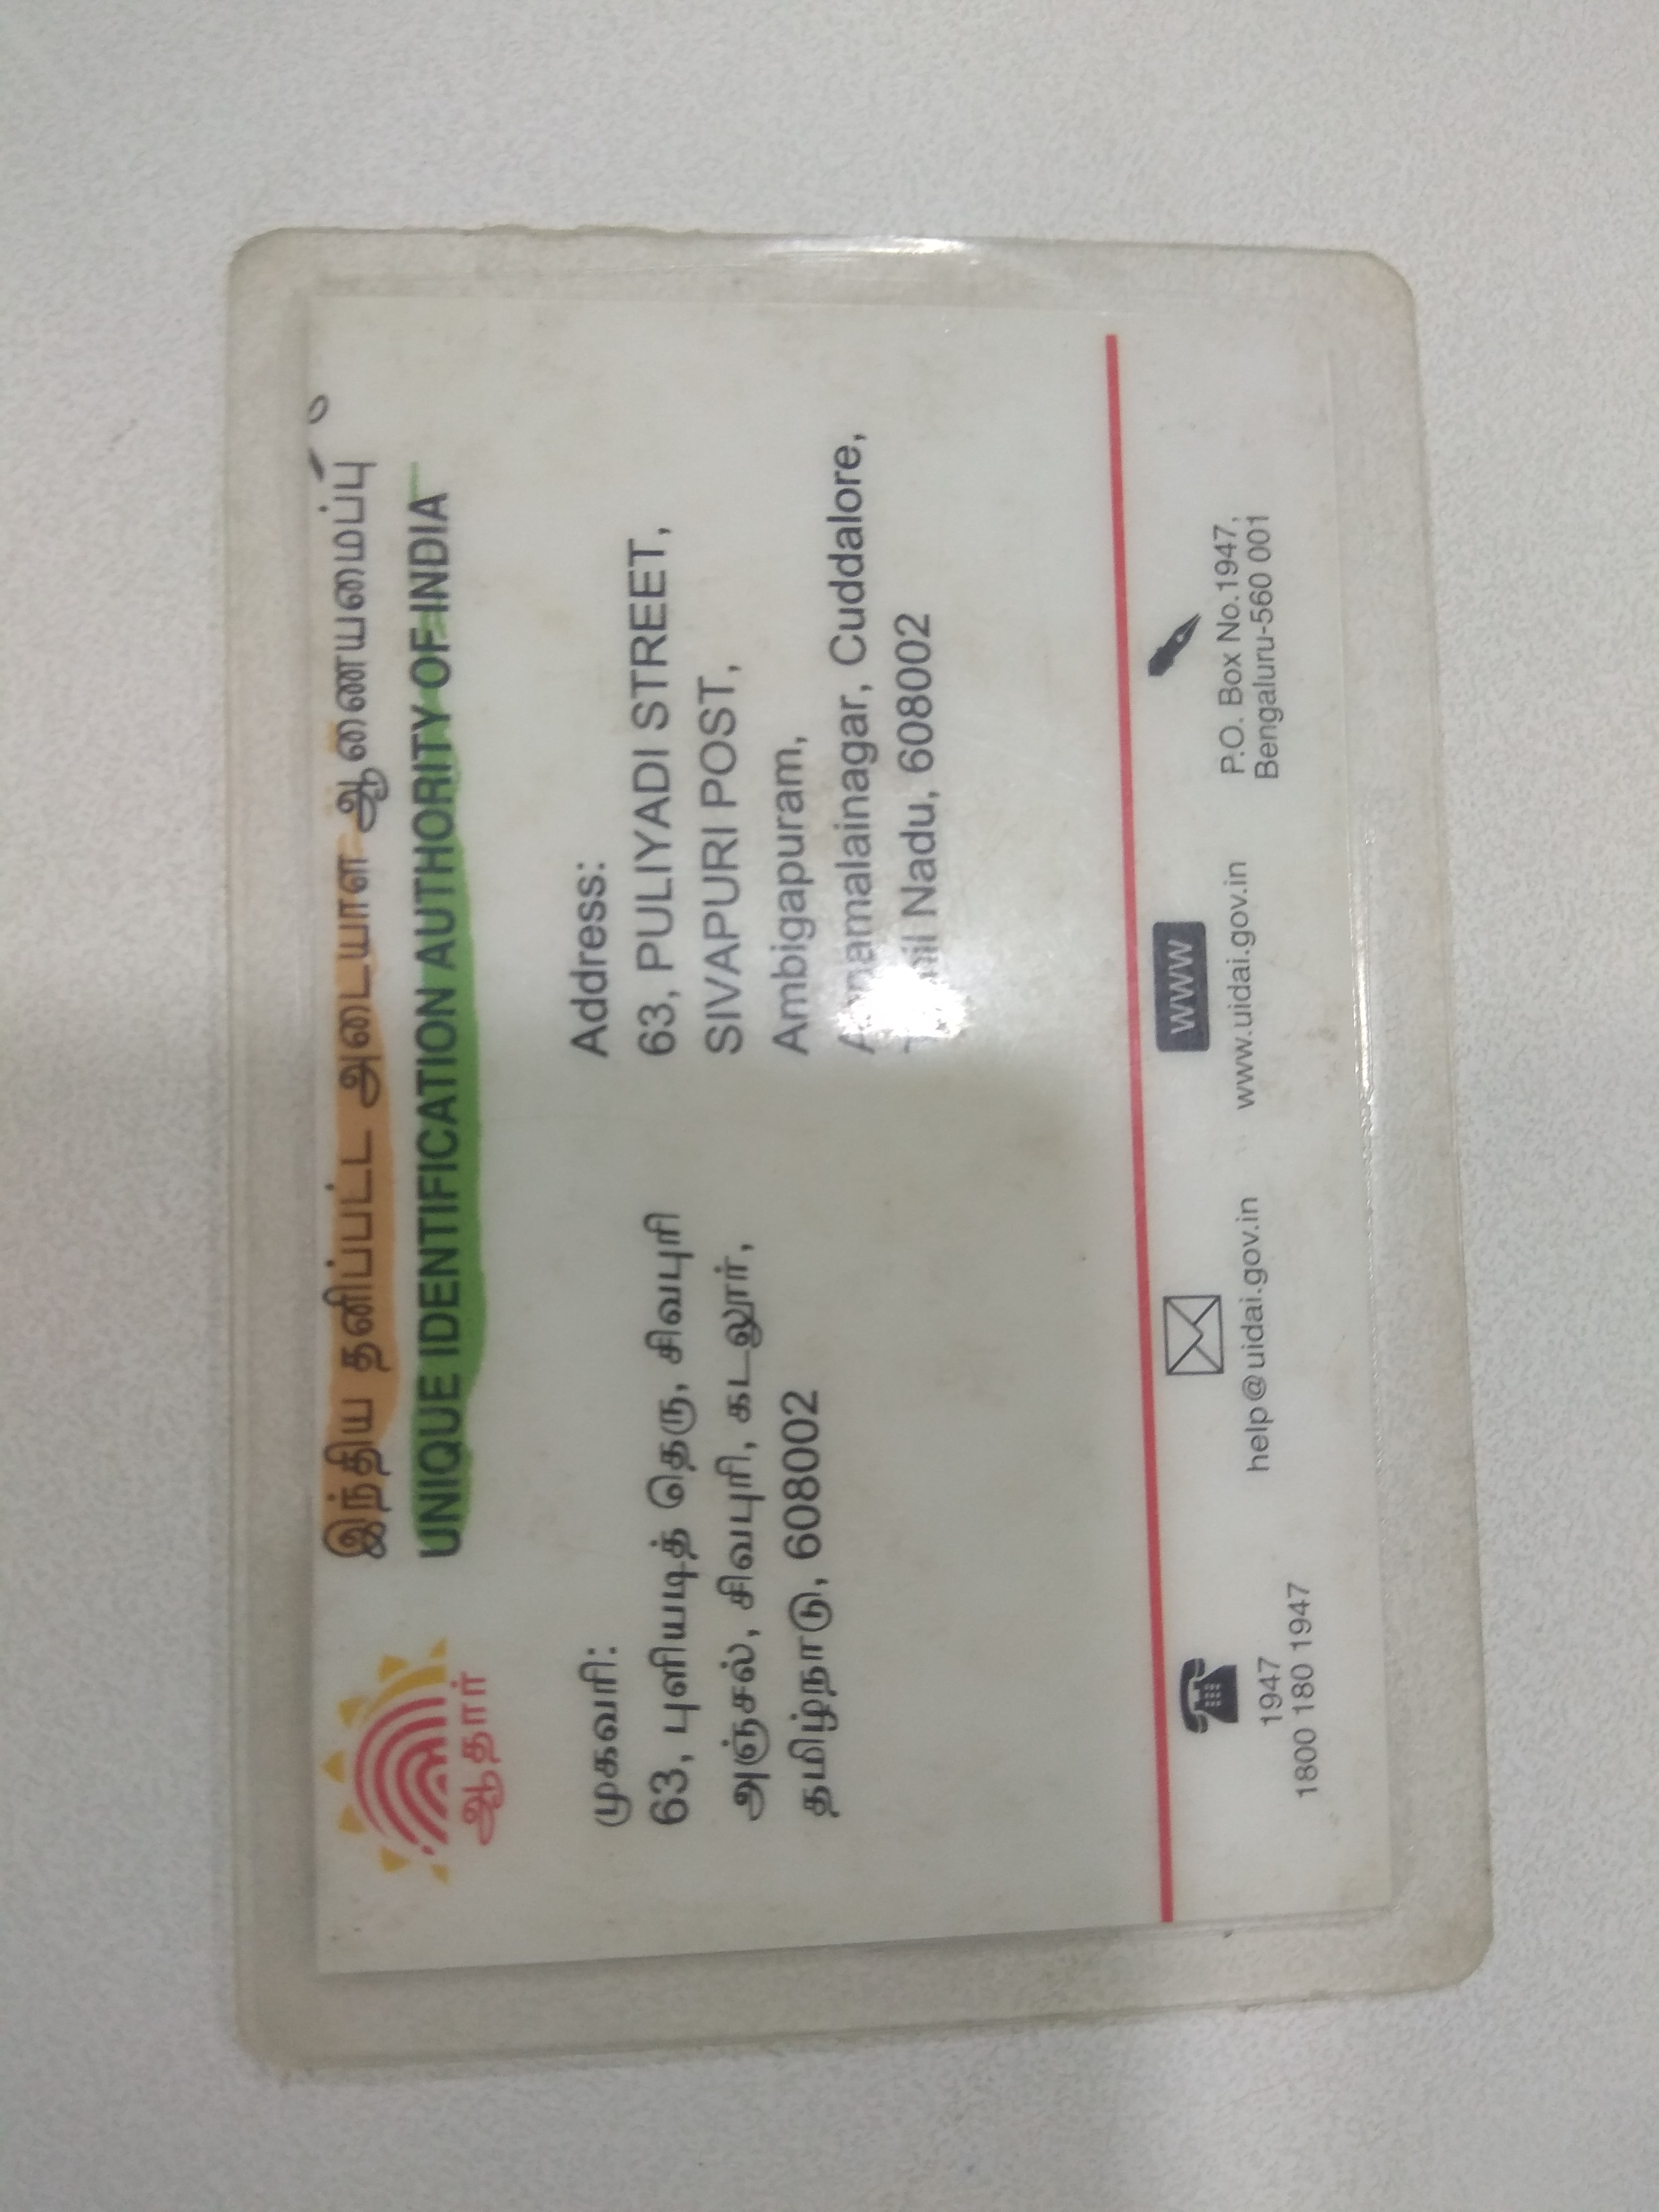 இந்திய தனிப்பட்ட அடையாள ஆணையமைப்பு
UNIQUE IDENTIFICATION AUTHORITY OF INDIA
ஆதார்
முகவரி:
63, புளியடித் தெரு, சிவபுரி
அஞ்சல், சிவபுரி, கடலூர்,
தமிழ்நாடு, 608002
Address:
63, PULIYADI STREET,
SIVAPURI POST,
Ambigapuram,
Annamalainagar, Cuddalore,
Tamil Nadu, 608002
1947
1800 180 1947
help@uidai.gov.in
WWW
www.uidai.gov.in
P.O. Box No.1947,
Bengaluru-560 001